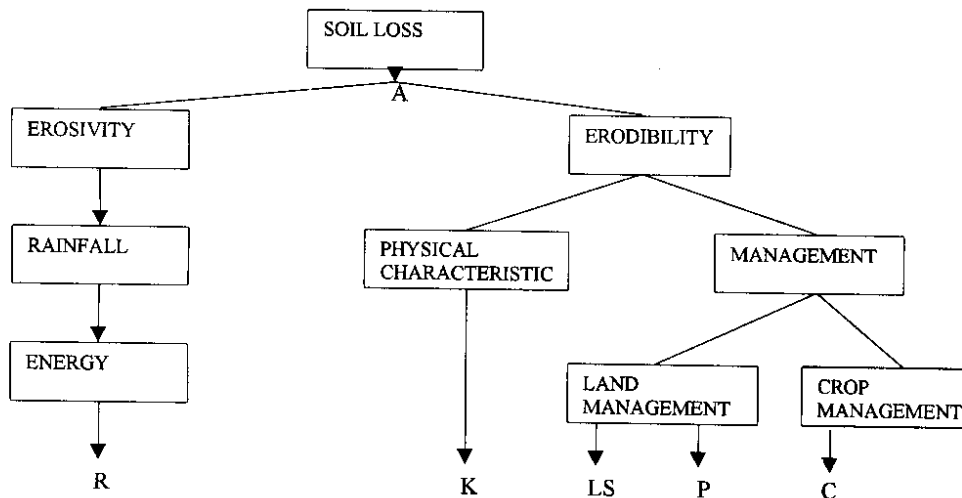 SOIL LOSS
A
EROSIVITY
ERODIBILITY
RAINFALL
PHYSICAL
CHARACTERISTIC
MANAGEMENT
ENERGY
LAND
MANAGEMENT
CROP
MANAGEMENT
R
K
LS
P
C